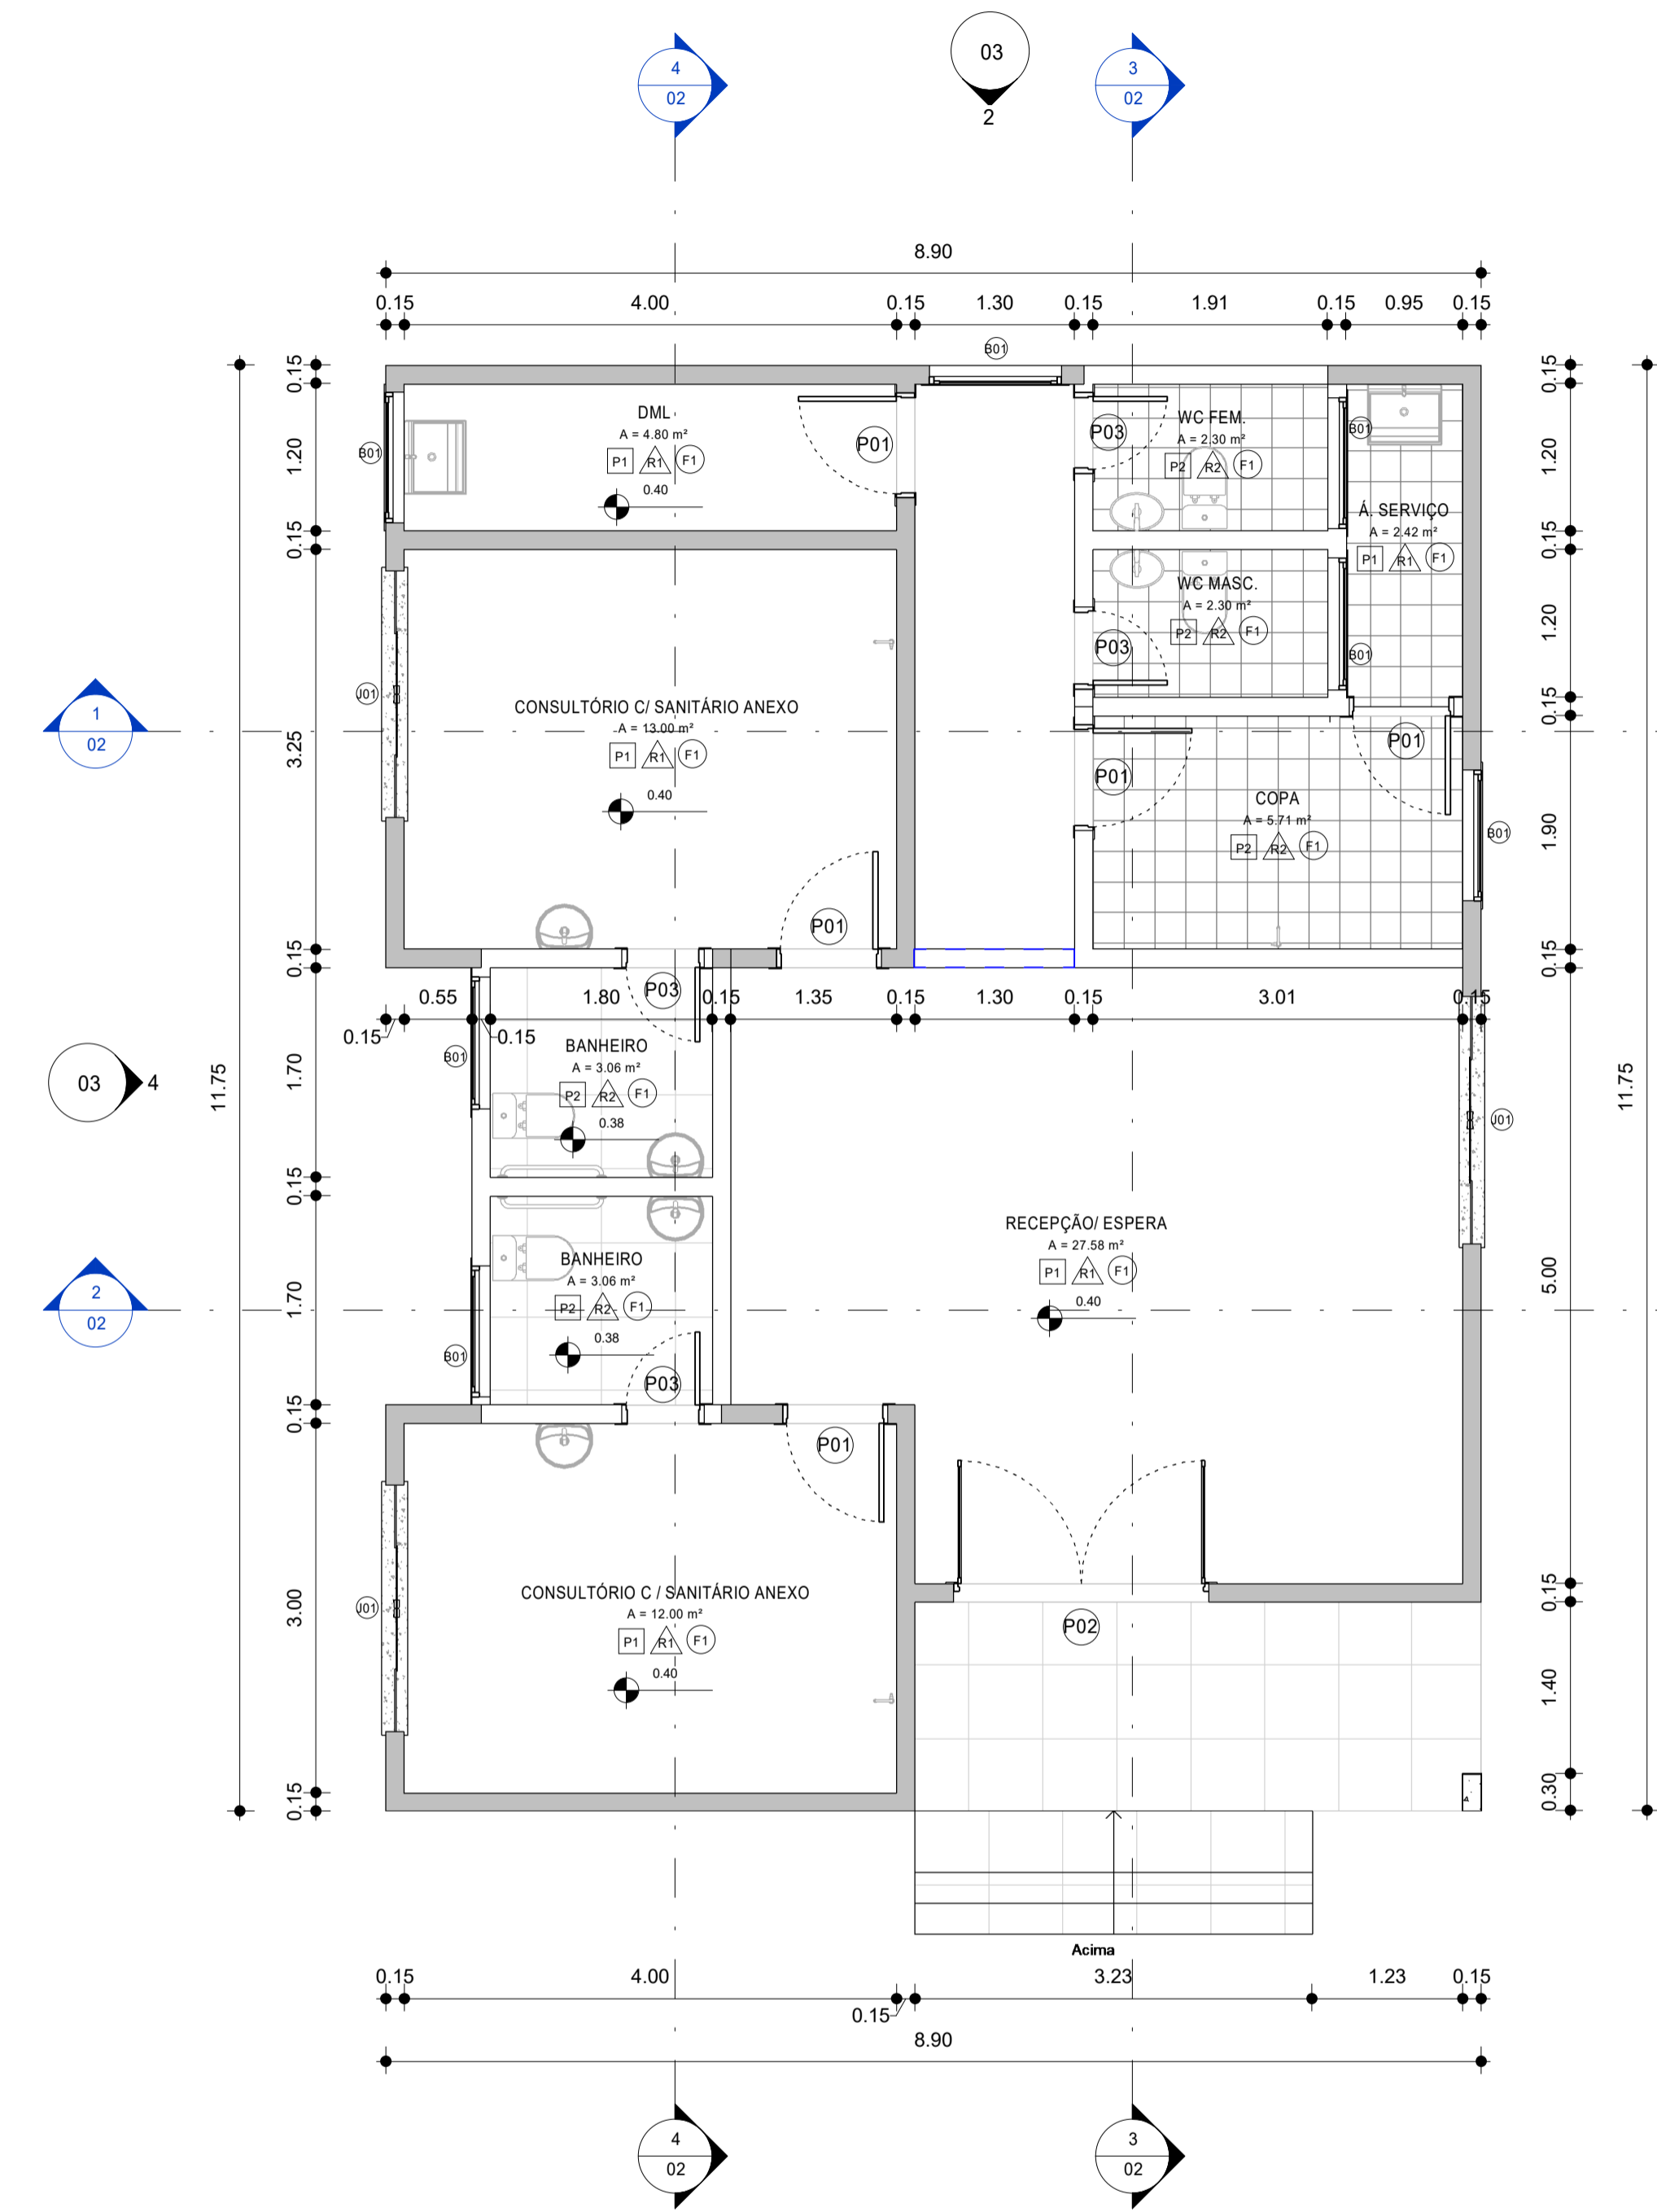 03
4
3
02
02
2
8.90
0.15 4.00 0.15 1.30 0.15 1.91 0.15 0.95 0.15
B01
0.15
0.15
DML
A = 4.80 m²
P1 R1 F1
0.40
P01
P03
WC FEM.
A = 2.30 m²
P2 R2 F1
B01
B01
1.20
1.20
Á. SERVIÇO
A = 2.42 m²
P1 R1 F1
0.15
0.15
WC MASC.
A = 2.30 m²
P2 R2 F1
P03
B01
1.20
J01
1
02
CONSULTÓRIO C/ SANITÁRIO ANEXO
A = 13.00 m²
P1 R1 F1
0.40
3.25
0.15
P01
P01
COPA
A = 5.71 m²
P2 R2 F1
B01
1.90
P01
0.15
0.15
P03
0.55 1.80 0.15 1.35 0.15 1.30 0.15 3.01 0.15
0.15
0.15
B01
BANHEIRO
A = 3.06 m²
P2 R2 F1
0.38
1.70
03
4
11.75
11.75
J01
0.15
RECEPÇÃO/ ESPERA
A = 27.58 m²
P1 R1 F1
0.40
5.00
BANHEIRO
A = 3.06 m²
P2 R2 F1
0.38
1.70
2
02
B01
P03
0.15
P01
CONSULTÓRIO C / SANITÁRIO ANEXO
A = 12.00 m²
P1 R1 F1
0.40
J01
3.00
0.15
P02
1.40
0.30
0.15
Acima
0.15 4.00 3.23 1.23 0.15
0.15
8.90
4
3
02
02